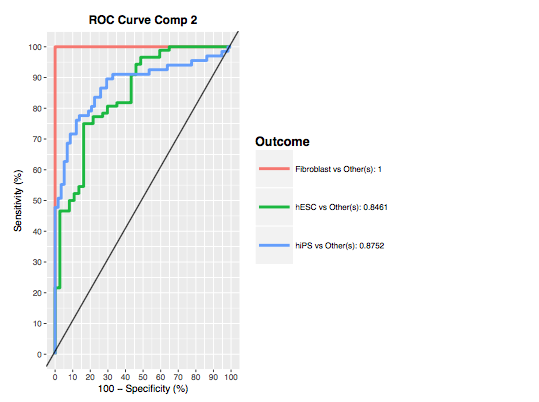 ROC Curve Comp 2
100
90
80
70
60
50
40
30
20
10
0
Sensitivity (%)
0 10 20 30 40 50 60 70 80 90 100
100 − Specificity (%)
Outcome
Fibroblast vs Other(s): 1
hESC vs Other(s): 0.8461
hiPS vs Other(s): 0.8752